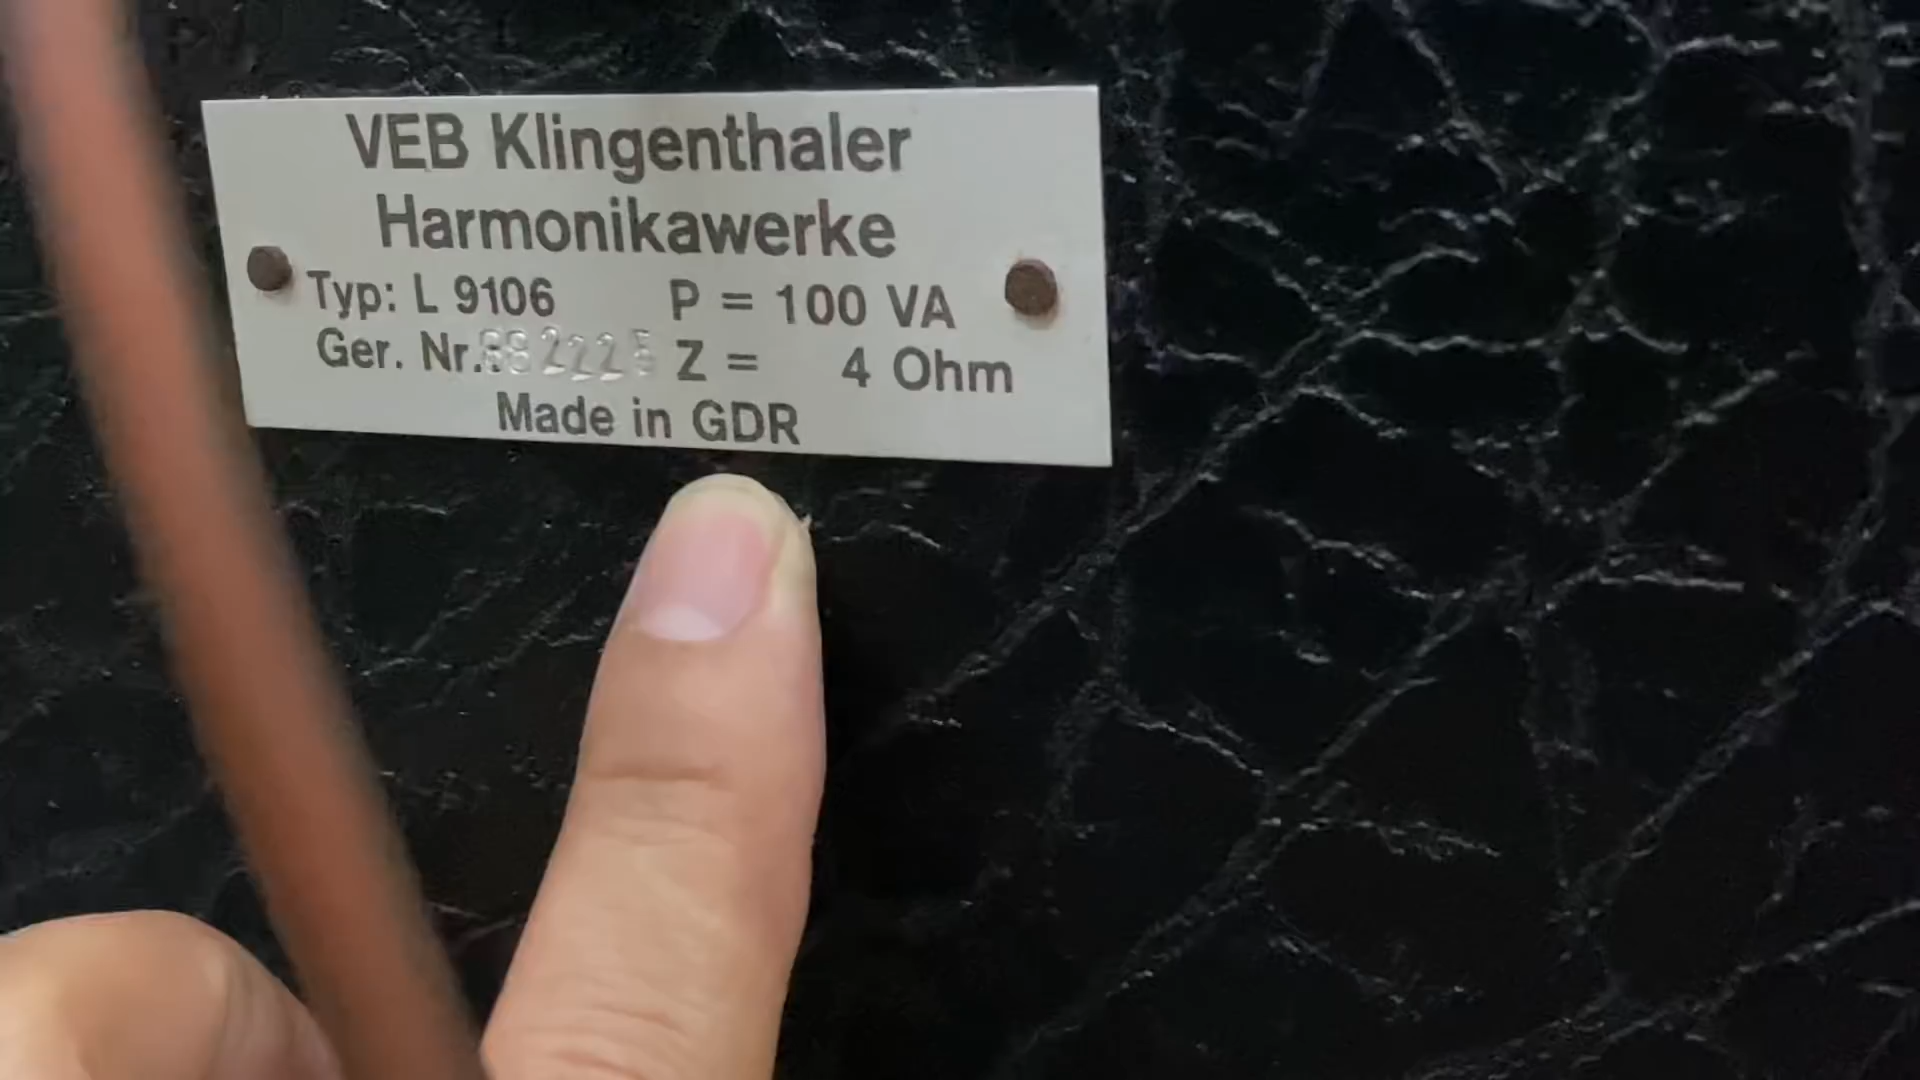 VEB Klingenthaler
Harmonikawerke
Typ: L 9106 P = 100 VA
Ger. Nr.: Z = 4 Ohm
Made in GDR